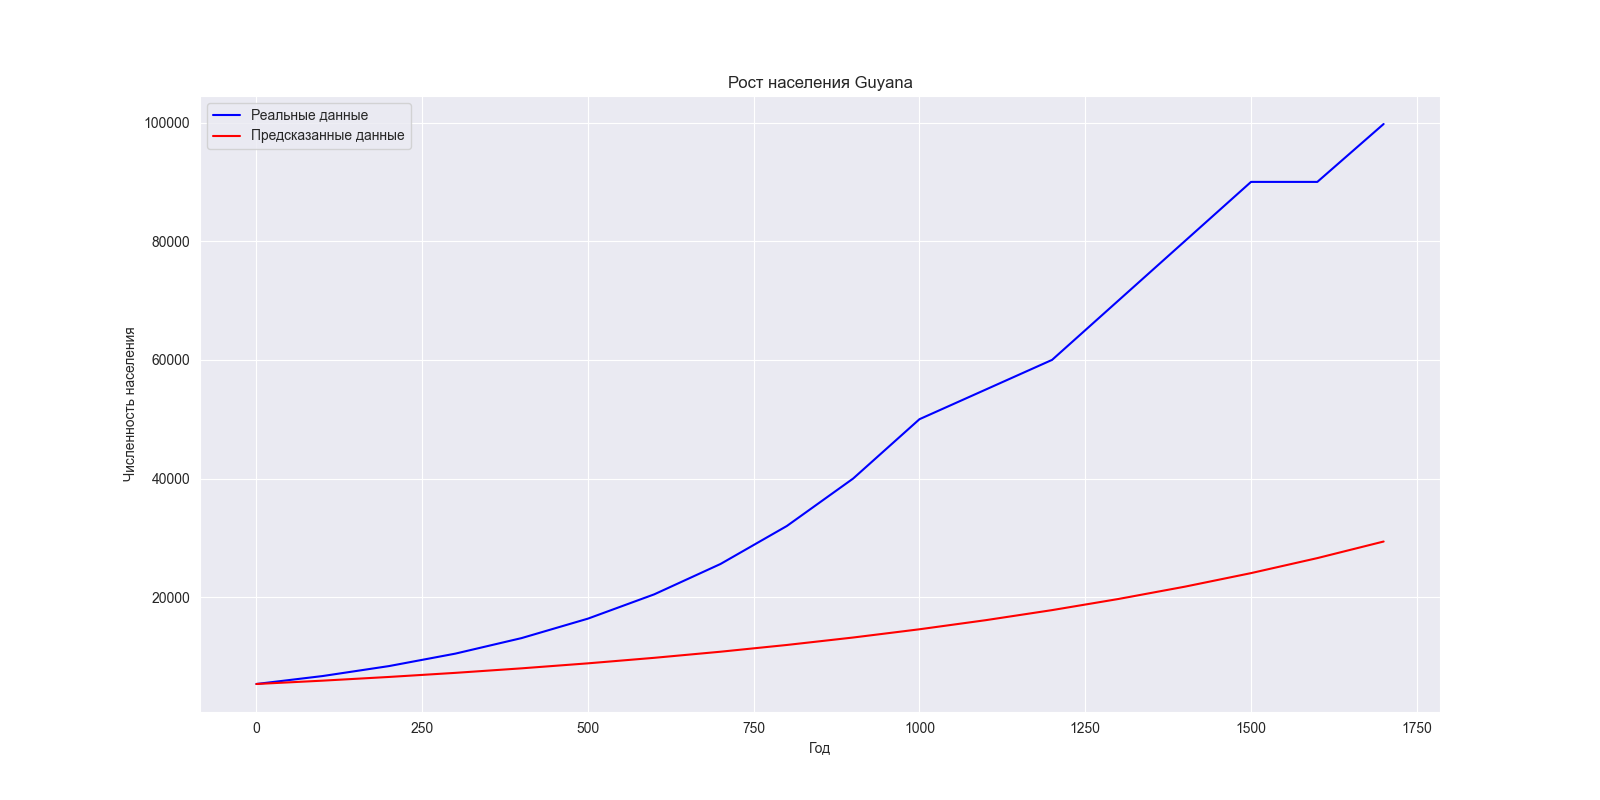 Рост населения Guyana
Реальные данные
Предсказанные данные
100000
80000
60000
40000
20000
Численность населения
0 250 500 750 1000 1250 1500 1750
Год